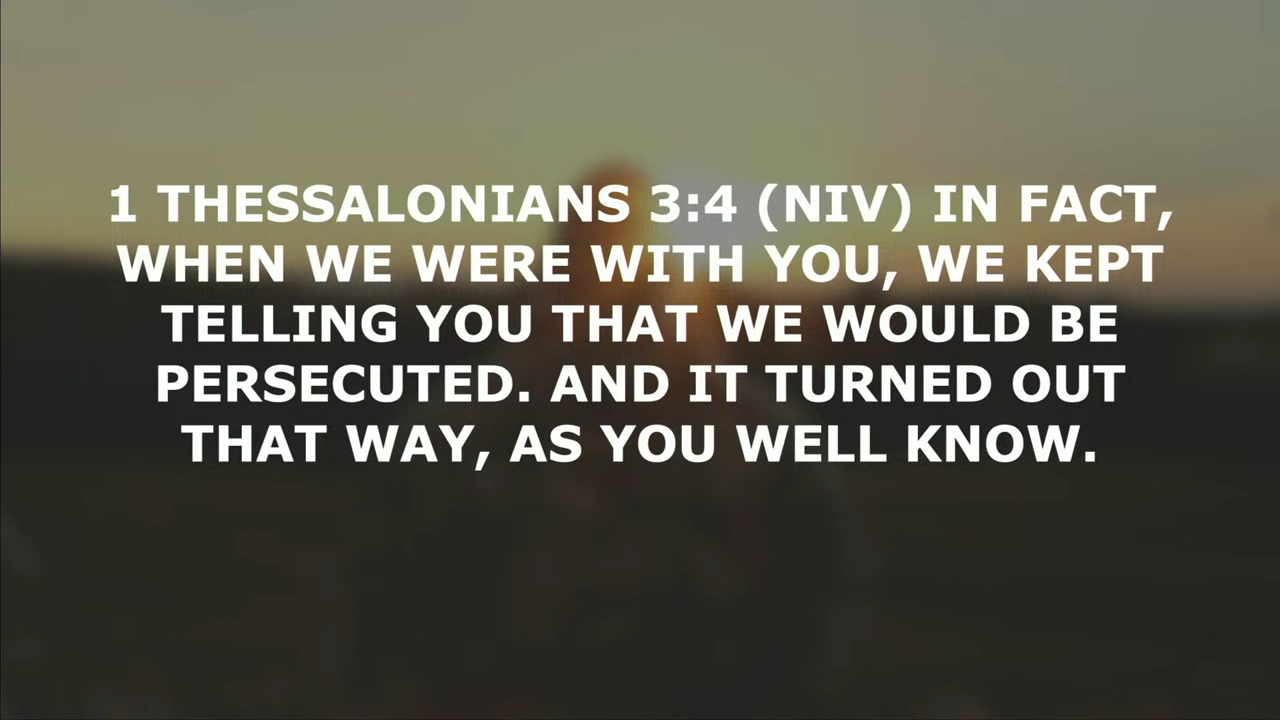 1 THESSALONIANS 3:4 (NIV) IN FACT,
WHEN WE WERE WITH YOU, WE KEPT
TELLING YOU THAT WE WOULD BE
PERSECUTED. AND IT TURNED OUT
THAT WAY, AS YOU WELL KNOW.